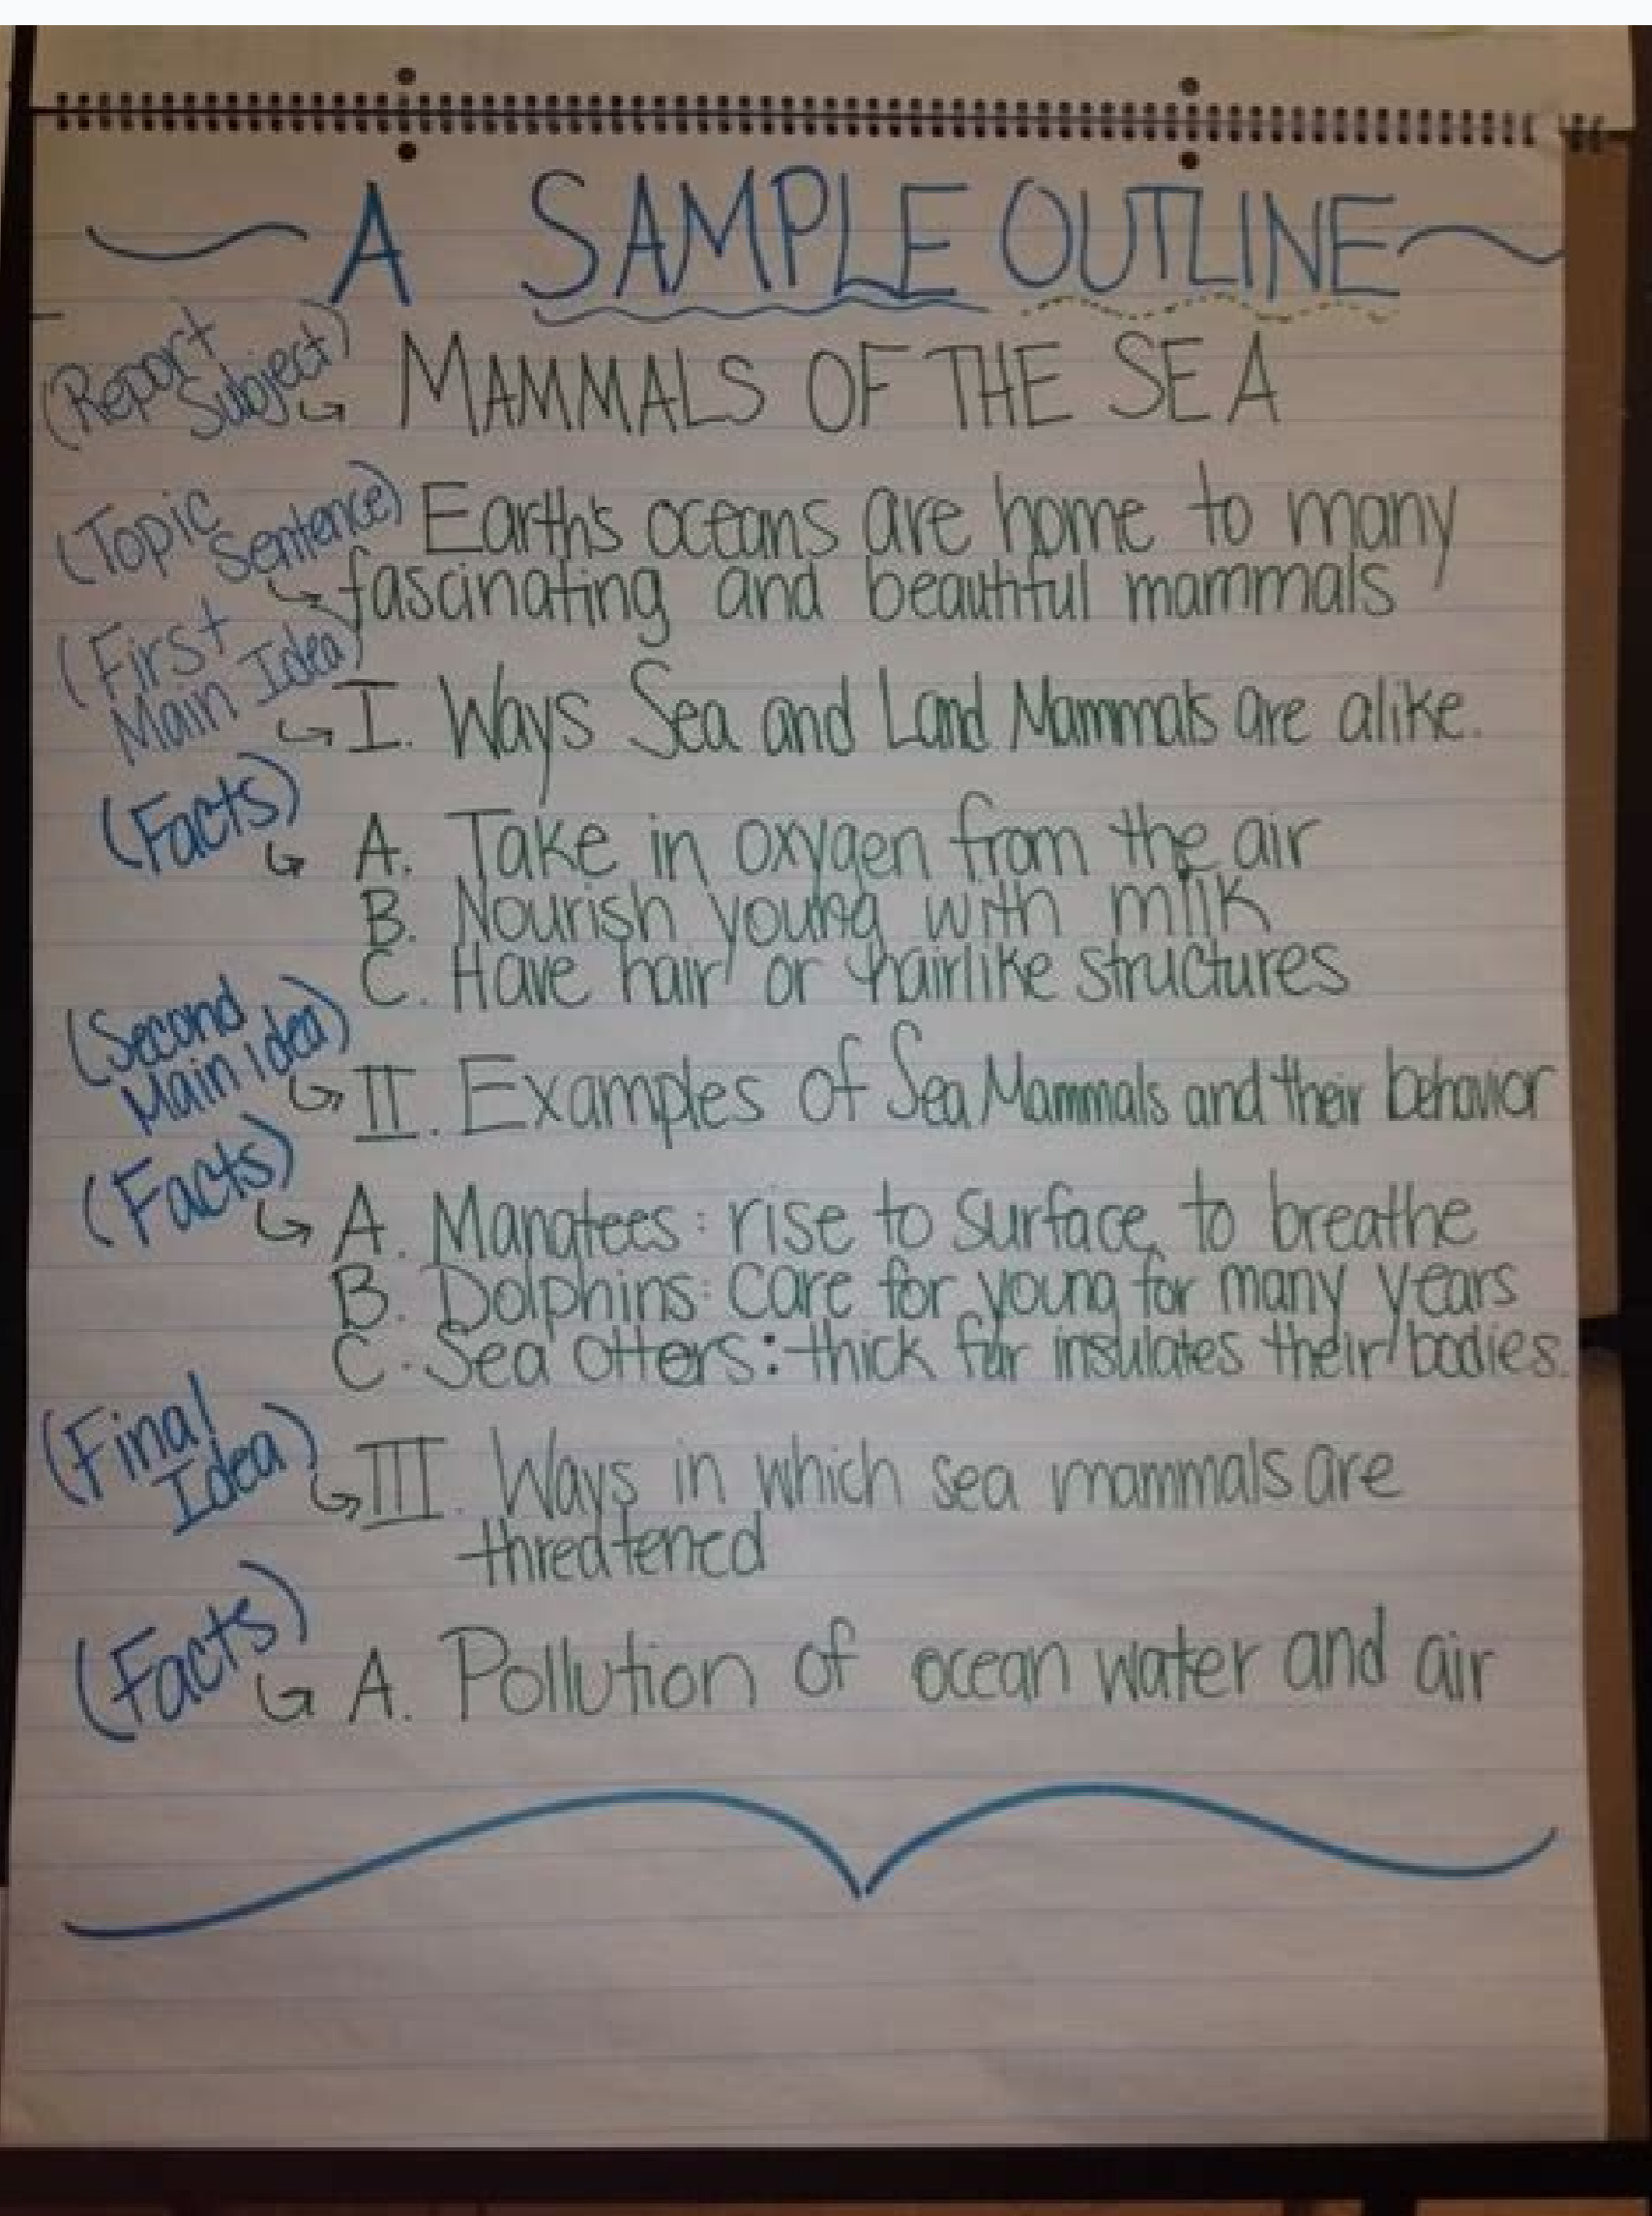 A SAMPLE OUTLINE
(Report
Subject) ↳ MAMMALS OF THE SEA
(Topic
Sentence) Earth's oceans are home to many
↳ fascinating and beautiful mammals
(First
Main Idea)
↳ I. Ways Sea and Land Mammals are alike.
(Facts)
↳ A. Take in oxygen from the air
B. Nourish young with milk
C. Have hair or hairlike structures
(Second
Main Idea)
↳ II. Examples of Sea Mammals and their behavior
(Facts)
↳ A. Manatees: rise to surface to breathe
B. Dolphins: care for young for many years
C. Sea Otters: thick fur insulates their bodies.
(Final
Idea)
↳ III. Ways in which sea mammals are
threatened
(Facts)
↳ A. Pollution of ocean water and air